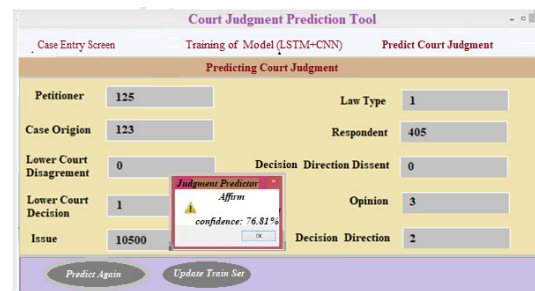 Court Judgment Prediction Tool
Case Entry Screen Training of Model (LSTM+CNN) Predict Court Judgment
Predicting Court Judgment
Petitioner 125 Law Type 1
Case Origion 123 Respondent 405
Lower Court Disagrement 0 Decision Direction Dissent 0
Judgment Predictor
Affirm
confidence: 76.81%
OK
Lower Court Decision 1 Opinion 3
Issue 10500 Decision Direction 2
Predict Again Update Train Set